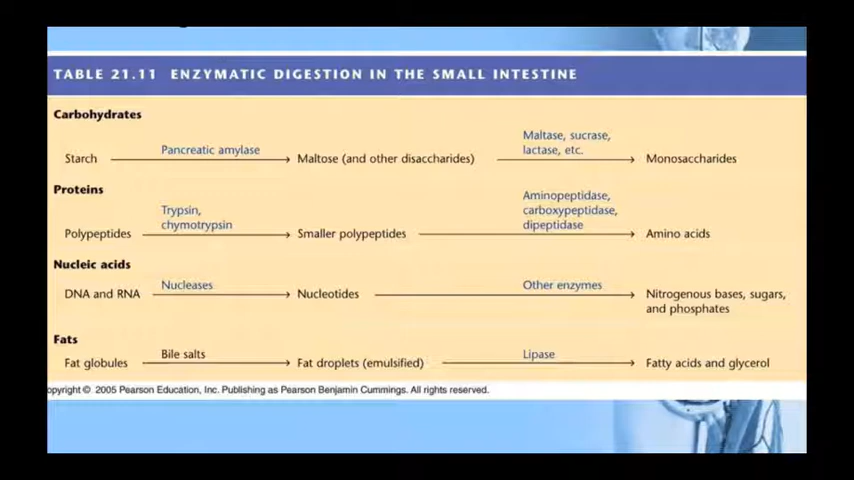 TABLE 21.11 ENZYMATIC DIGESTION IN THE SMALL INTESTINE
Carbohydrates
Starch
Pancreatic amylase
Maltose (and other disaccharides)
Maltase, sucrase,
lactase, etc.
Monosaccharides
Proteins
Polypeptides
Trypsin,
chymotrypsin
Smaller polypeptides
Aminopeptidase,
carboxypeptidase,
dipeptidase
Amino acids
Nucleic acids
DNA and RNA
Nucleases
Nucleotides
Other enzymes
Nitrogenous bases, sugars,
and phosphates
Fats
Fat globules
Bile salts
Fat droplets (emulsified)
Lipase
Fatty acids and glycerol
opyright © 2005 Pearson Education, Inc. Publishing as Pearson Benjamin Cummings. All rights reserved.